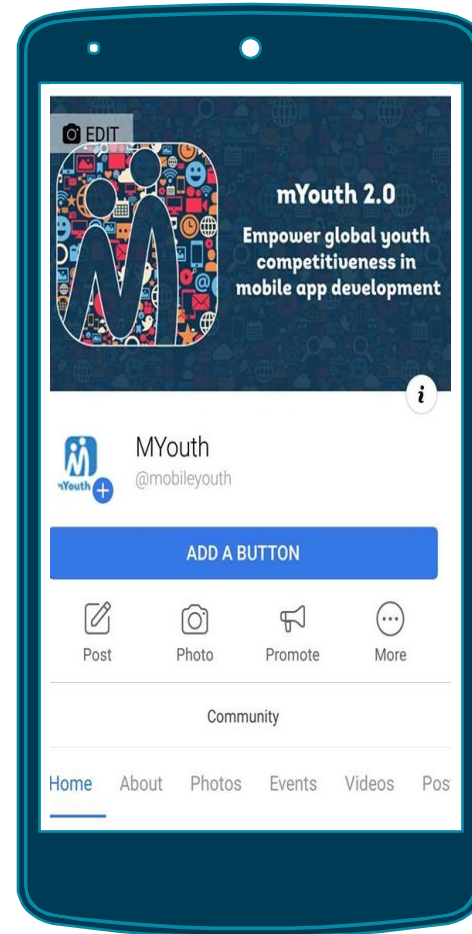 EDIT
mYouth 2.0
Empower global youth
competitiveness in
mobile app development
i
MYouth
mYouth
@mobileyouth
ADD A BUTTON
Post Photo Promote More
Community
Home About Photos Events Videos Pos